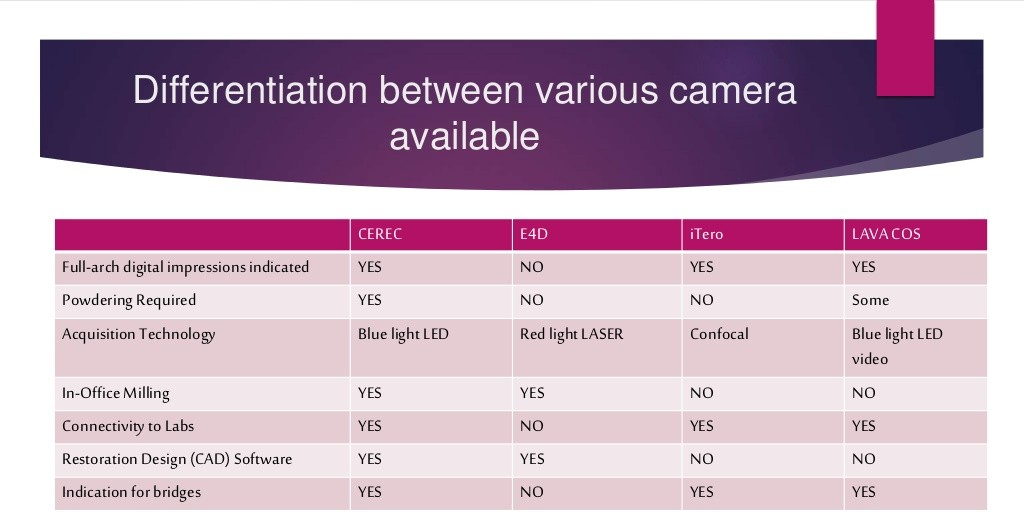 Differentiation between various camera
available
CEREC E4D iTero LAVA COS
Full-arch digital impressions indicated YES NO YES YES
Powdering Required YES NO NO Some
Acquisition Technology Blue light LED Red light LASER Confocal Blue light LED
video
In-Office Milling YES YES NO NO
Connectivity to Labs YES NO YES YES
Restoration Design (CAD) Software YES YES NO NO
Indication for bridges YES NO YES YES